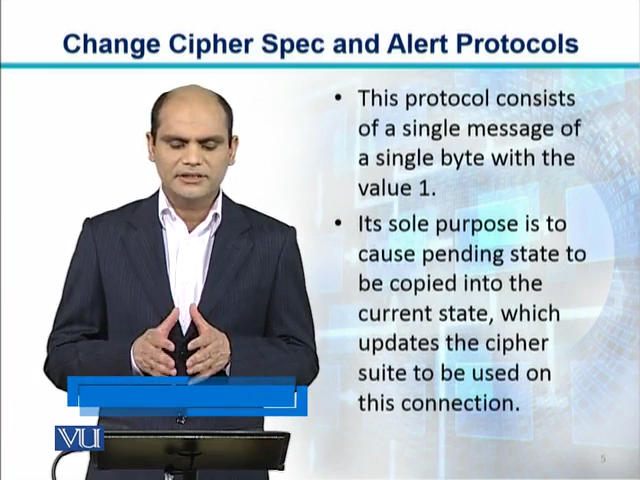 Change Cipher Spec and Alert Protocols
• This protocol consists
of a single message of
a single byte with the
value 1.
• Its sole purpose is to
cause pending state to
be copied into the
current state, which
updates the cipher
suite to be used on
this connection.
VU
5